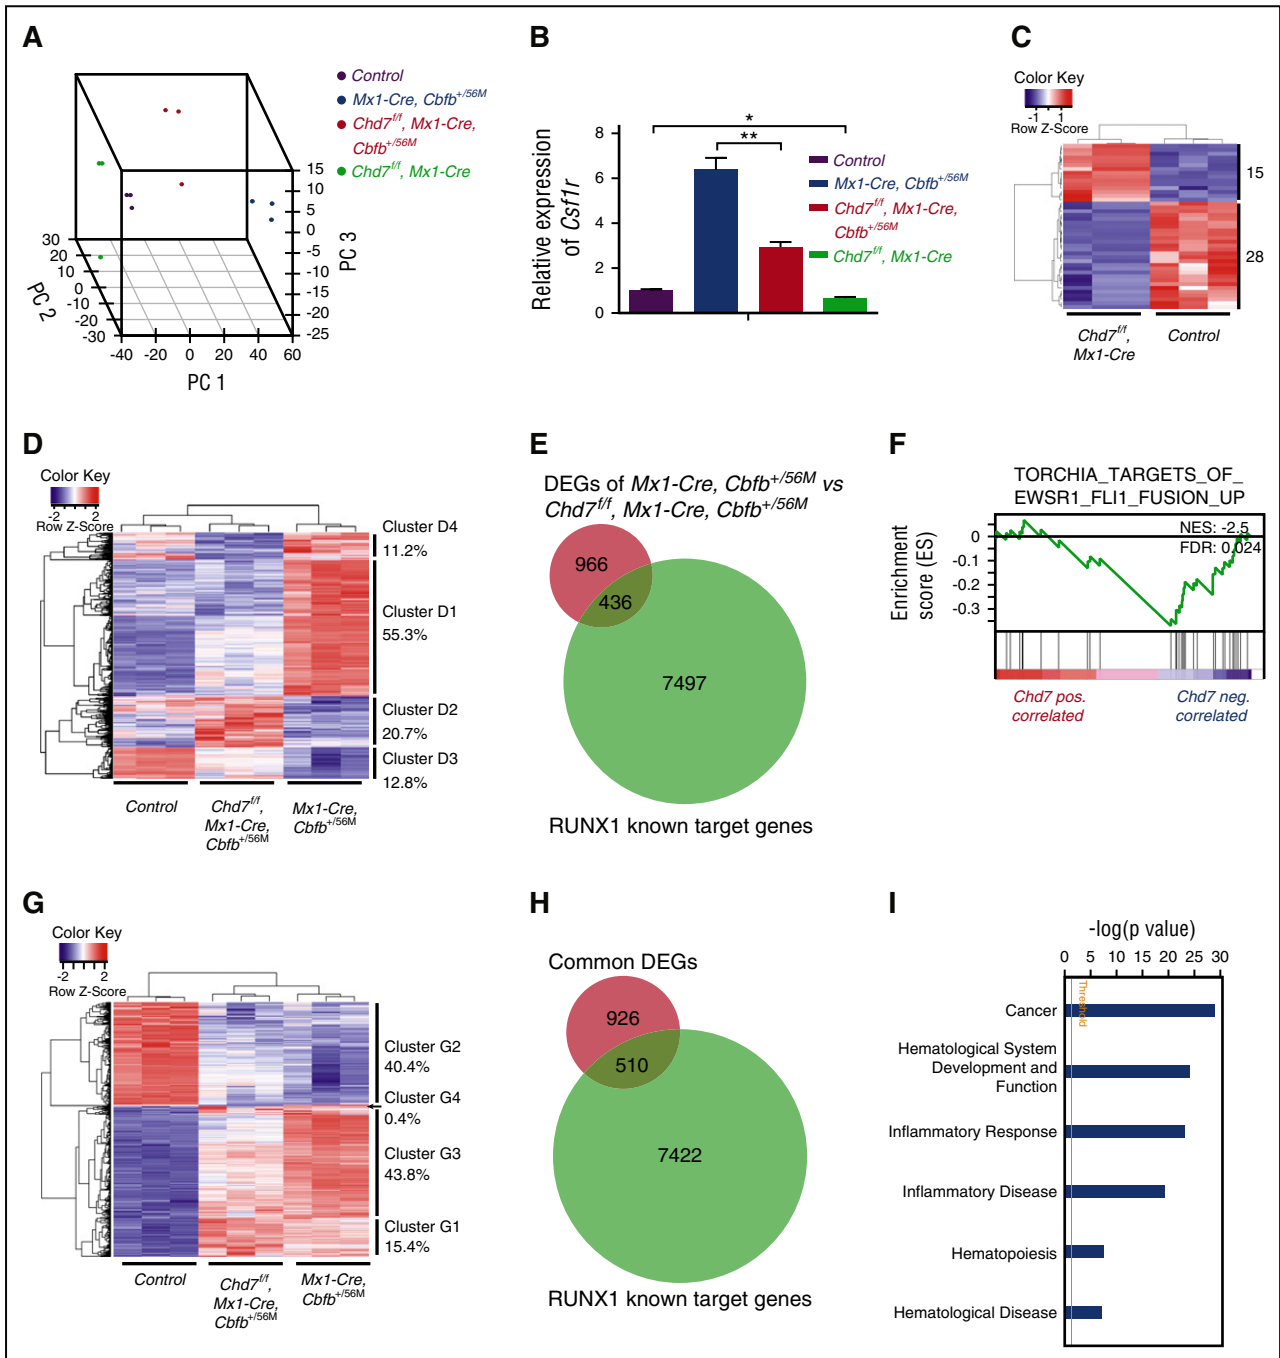 A
Control
Mx1-Cre, Cbfb+/56M
Chd7f/f, Mx1-Cre,
Cbfb+/56M
Chd7f/f, Mx1-Cre
15
10
5
0
-5
-10
-15
-20
-25
PC 3
30
20
10
0
-10
-20
-30
PC 2
-40 -20 0 20 40 60
PC 1
B
Relative expression
of Csf1r
8
6
4
2
0
*
**
Control
Mx1-Cre, Cbfb+/56M
Chd7f/f, Mx1-Cre,
Cbfb+/56M
Chd7f/f, Mx1-Cre
C
Color Key
-1 1
Row Z-Score
15
28
Chd7f/f,
Mx1-Cre
Control
D
Color Key
-2 2
Row Z-Score
Cluster D4
11.2%
Cluster D1
55.3%
Cluster D2
20.7%
Cluster D3
12.8%
Control
Chd7f/f,
Mx1-Cre,
Cbfb+/56M
Mx1-Cre,
Cbfb+/56M
E
DEGs of Mx1-Cre, Cbfb+/56M vs
Chd7f/f, Mx1-Cre, Cbfb+/56M
966
436
7497
RUNX1 known target genes
F
TORCHIA_TARGETS_OF_
EWSR1_FLI1_FUSION_UP
Enrichment
score (ES)
0
-0.1
-0.2
-0.3
NES: -2.5
FDR: 0.024
Chd7 pos.
correlated
Chd7 neg.
correlated
G
Color Key
-2 2
Row Z-Score
Cluster G2
40.4%
Cluster G4
0.4%
Cluster G3
43.8%
Cluster G1
15.4%
Control
Chd7f/f,
Mx1-Cre,
Cbfb+/56M
Mx1-Cre,
Cbfb+/56M
H
Common DEGs
926
510
7422
RUNX1 known target genes
I
-log(p value)
0 5 10 15 20 25 30
Threshold
Cancer
Hematological System
Development and
Function
Inflammatory Response
Inflammatory Disease
Hematopoiesis
Hematological Disease